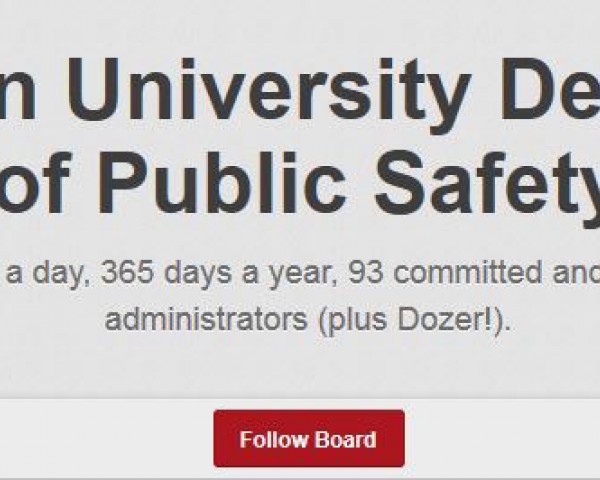 n University De
of Public Safety
a day, 365 days a year, 93 committed and
administrators (plus Dozer!).
Follow Board